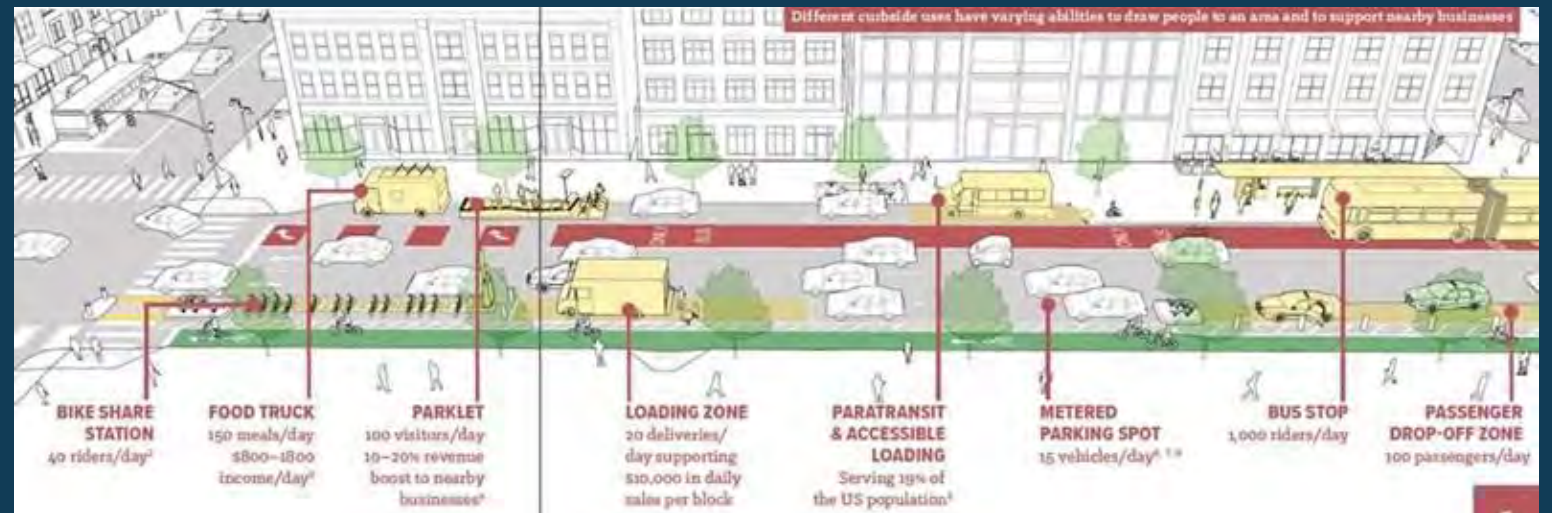 Different curbside uses have varying abilities to draw people to an area and to support nearby businesses
BIKE SHARE
STATION
40 riders/day
FOOD TRUCK
150 meals/day
$800–1800
income/day
PARKLET
100 visitors/day
10–20% revenue
boost to nearby
businesses
LOADING ZONE
20 deliveries/
day supporting
$10,000 in daily
sales per block
PARATRANSIT
& ACCESSIBLE
LOADING
Serving 19% of
the US population
METERED
PARKING SPOT
15 vehicles/day
BUS STOP
1,000 riders/day
PASSENGER
DROP-OFF ZONE
100 passengers/day